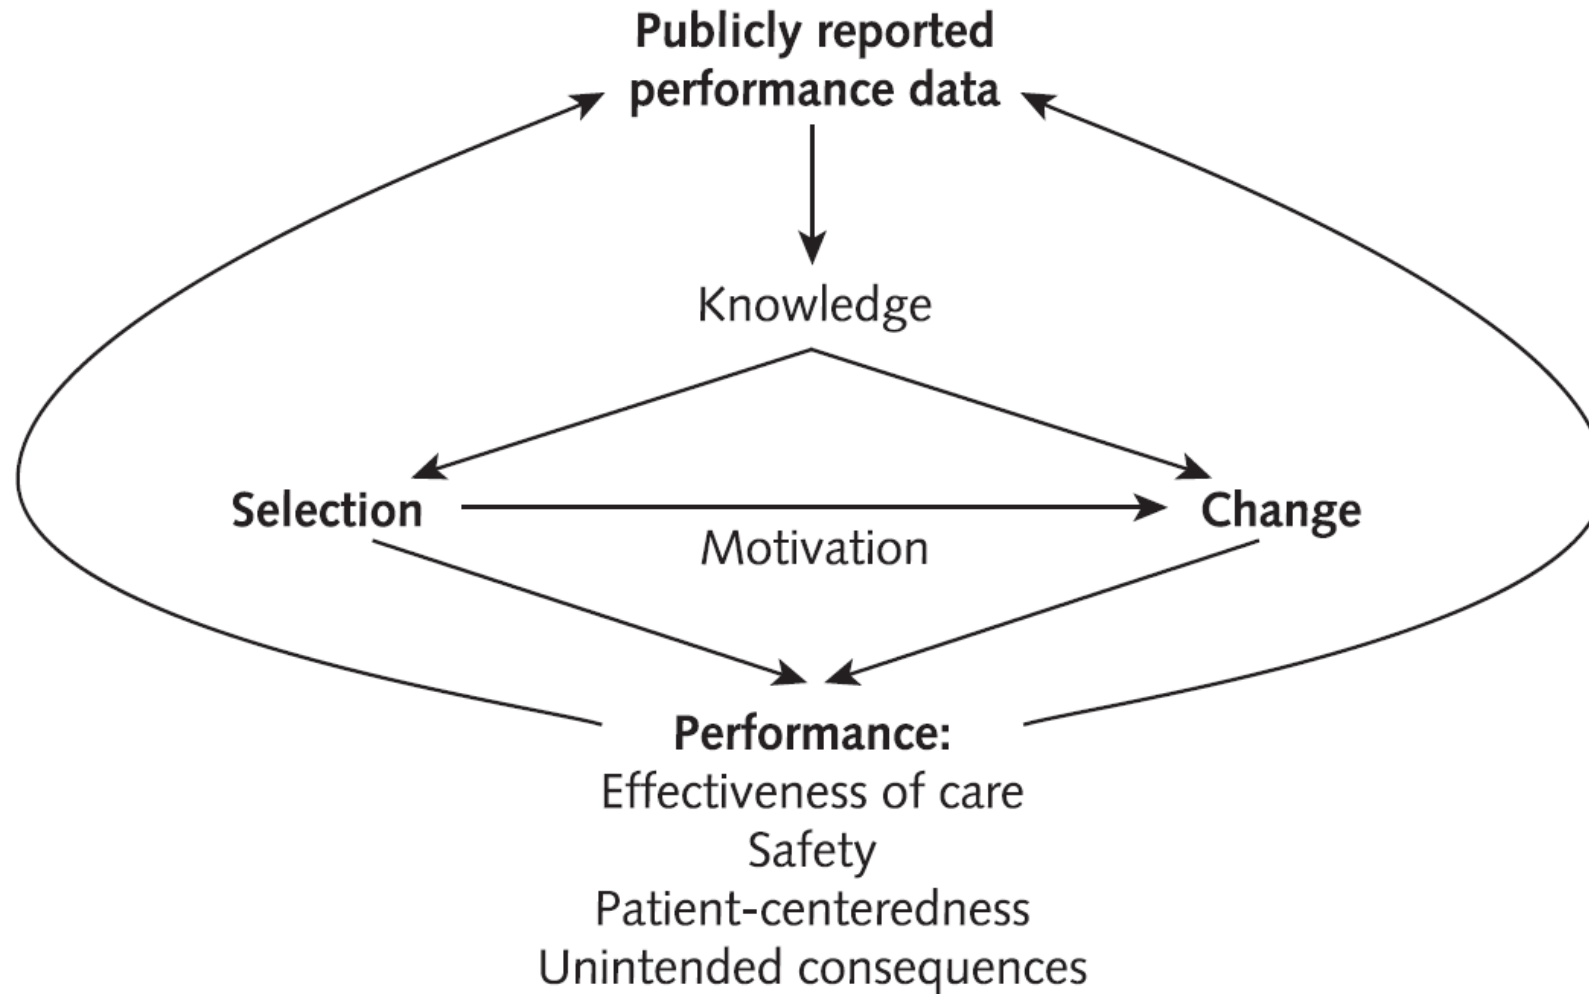 Publicly reported
performance data
Knowledge
Selection
Change
Motivation
Performance:
Effectiveness of care
Safety
Patient-centeredness
Unintended consequences